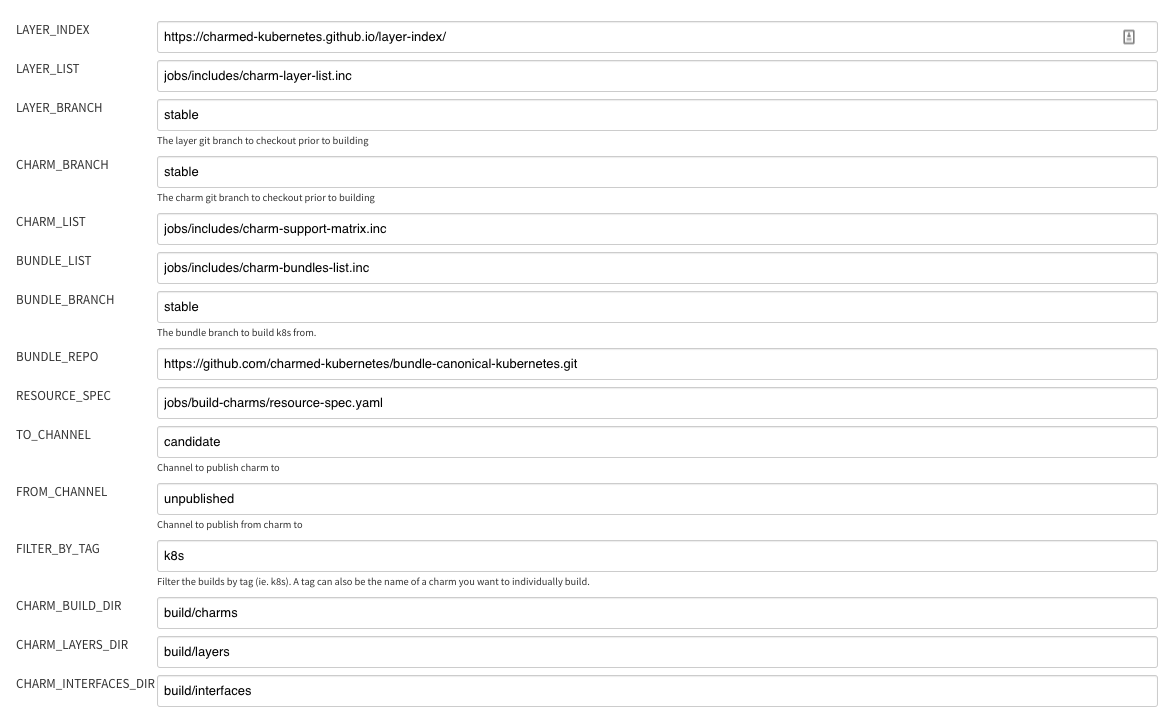 LAYER_INDEX
https://charmed-kubernetes.github.io/layer-index/
LAYER_LIST
jobs/includes/charm-layer-list.inc
LAYER_BRANCH
stable
The layer git branch to checkout prior to building
CHARM_BRANCH
stable
The charm git branch to checkout prior to building
CHARM_LIST
jobs/includes/charm-support-matrix.inc
BUNDLE_LIST
jobs/includes/charm-bundles-list.inc
BUNDLE_BRANCH
stable
The bundle branch to build k8s from.
BUNDLE_REPO
https://github.com/charmed-kubernetes/bundle-canonical-kubernetes.git
RESOURCE_SPEC
jobs/build-charms/resource-spec.yaml
TO_CHANNEL
candidate
Channel to publish charm to
FROM_CHANNEL
unpublished
Channel to publish from charm to
FILTER_BY_TAG
k8s
Filter the builds by tag (ie. k8s). A tag can also be the name of a charm you want to individually build.
CHARM_BUILD_DIR
build/charms
CHARM_LAYERS_DIR
build/layers
CHARM_INTERFACES_DIR
build/interfaces